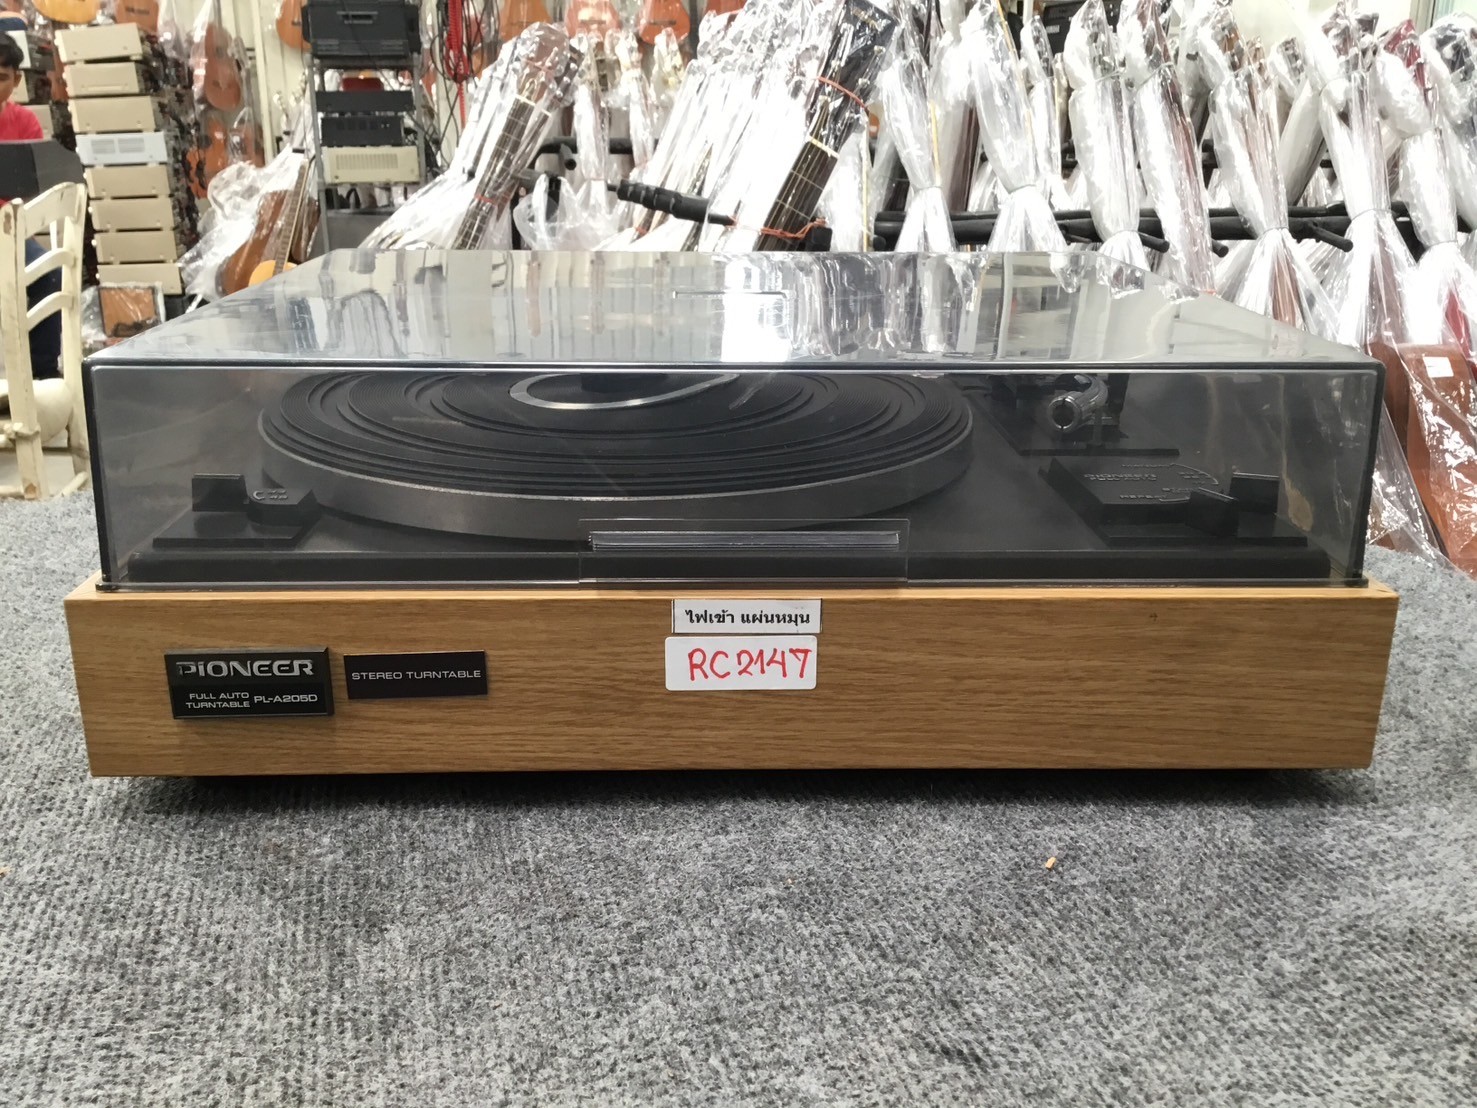 ไฟเข้า แผ่นหมุน
RC2147
PIONEER
FULL AUTO
TURNTABLE PL-A205D
STEREO TURNTABLE